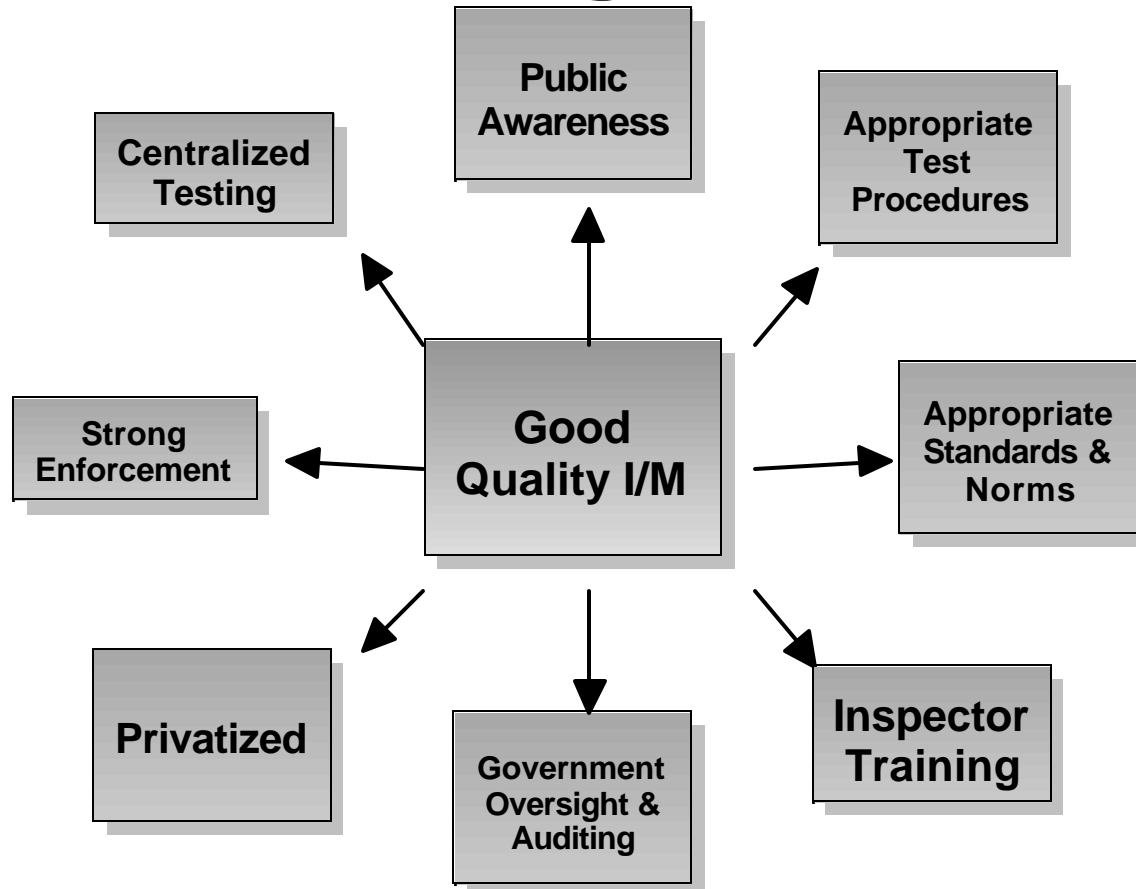 Public
Awareness
Centralized
Testing
Appropriate
Test
Procedures
Good
Quality I/M
Strong
Enforcement
Appropriate
Standards &
Norms
Privatized
Government
Oversight &
Auditing
Inspector
Training